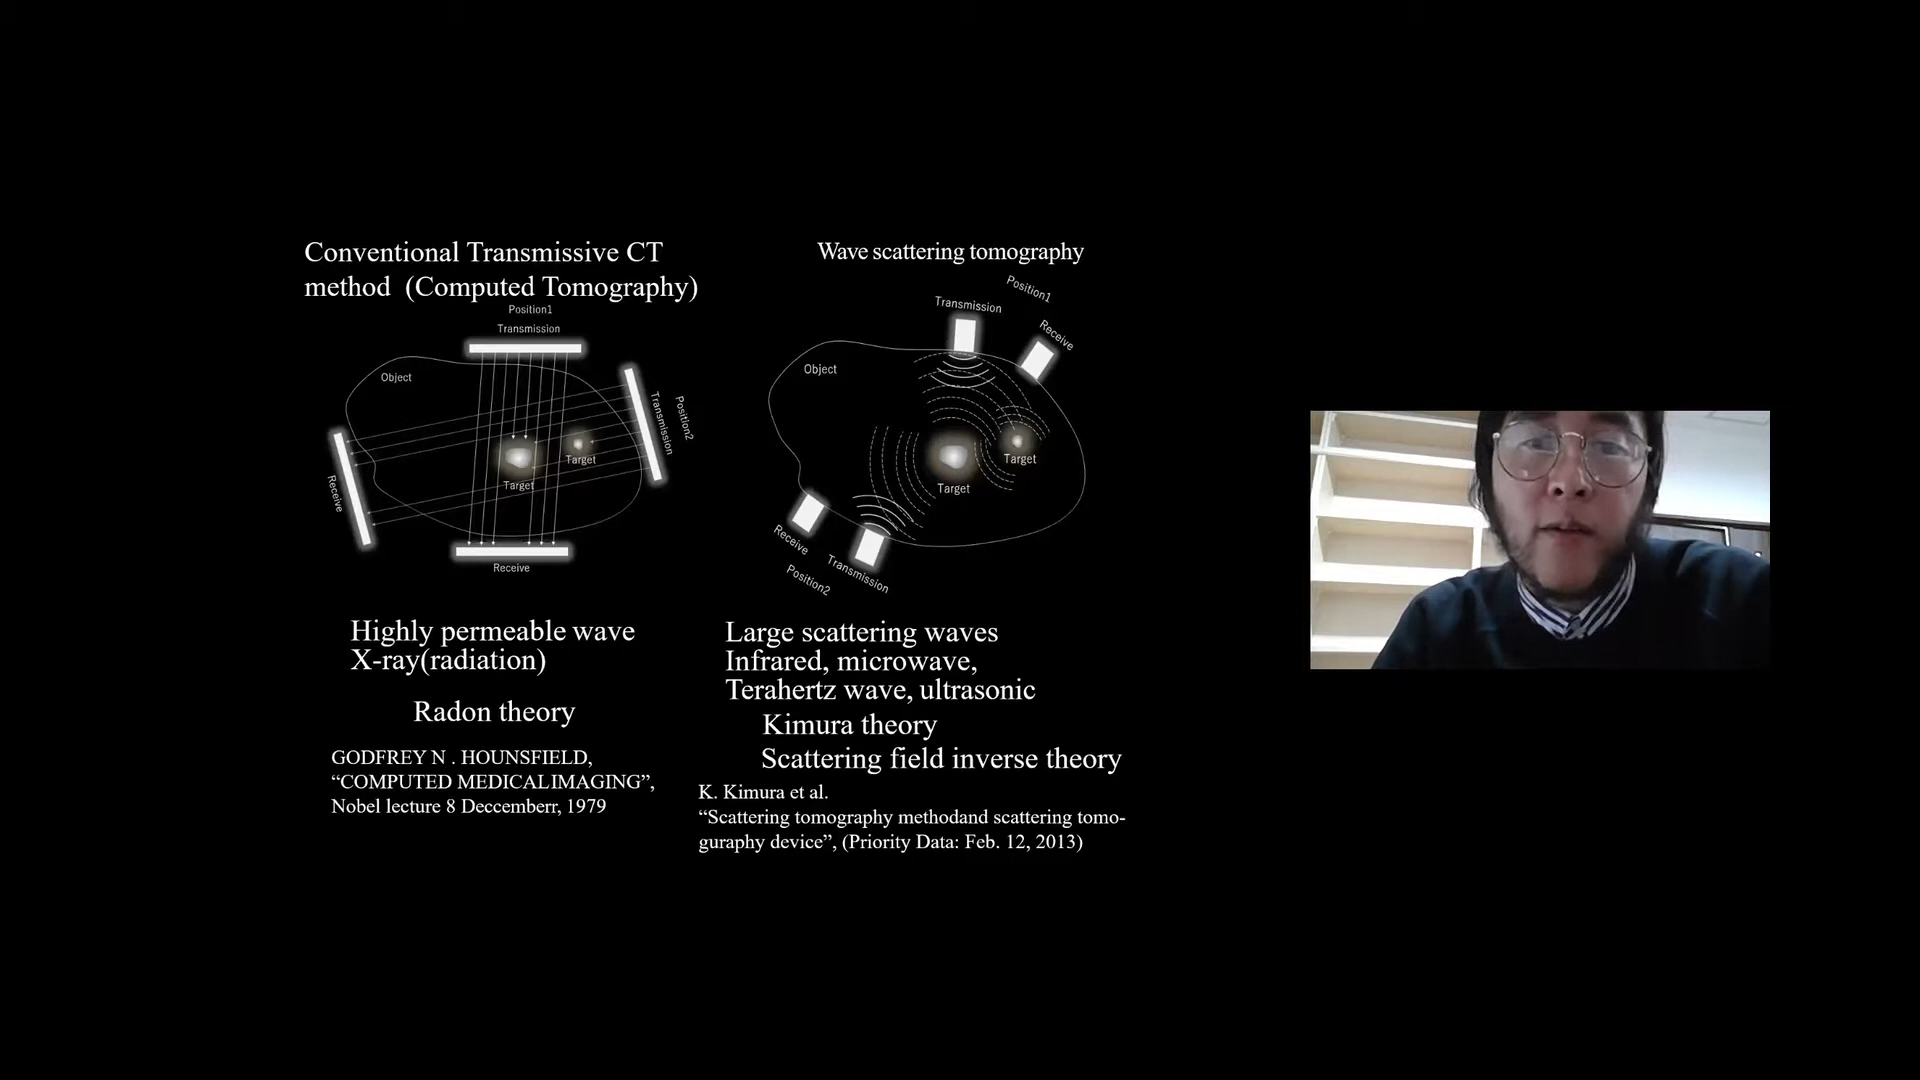 Conventional Transmissive CT
method (Computed Tomography)
Position1
Transmission
Object
Transmission
Position2
Target
Target
Receive
Receive
Highly permeable wave
X-ray(radiation)
Radon theory
GODFREY N . HOUNSFIELD,
“COMPUTED MEDICALIMAGING”,
Nobel lecture 8 Deccemberr, 1979
Wave scattering tomography
Position1
Transmission
Receive
Object
Target
Target
Receive
Transmission
Position2
Large scattering waves
Infrared, microwave,
Terahertz wave, ultrasonic
Kimura theory
Scattering field inverse theory
K. Kimura et al.
“Scattering tomography methodand scattering tomo-
guraphy device”, (Priority Data: Feb. 12, 2013)